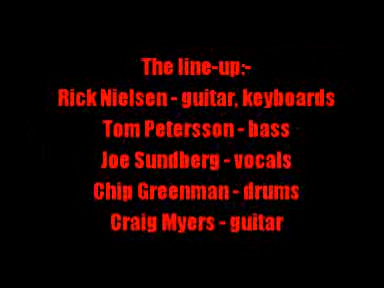 The line-up:-
Rick Nielsen - guitar, keyboards
Tom Petersson - bass
Joe Sundberg - vocals
Chip Greenman - drums
Craig Myers - guitar